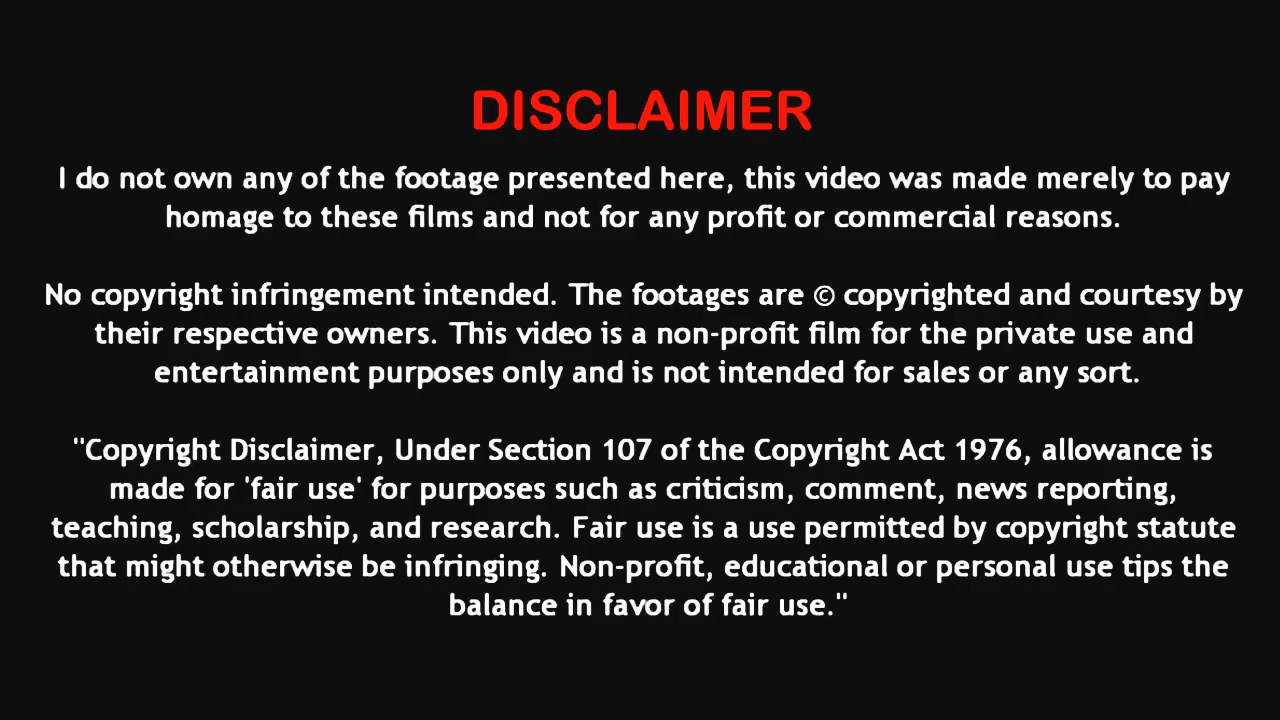 DISCLAIMER
I do not own any of the footage presented here, this video was made merely to pay
homage to these films and not for any profit or commercial reasons.
No copyright infringement intended. The footages are © copyrighted and courtesy by
their respective owners. This video is a non-profit film for the private use and
entertainment purposes only and is not intended for sales or any sort.
"Copyright Disclaimer, Under Section 107 of the Copyright Act 1976, allowance is
made for 'fair use' for purposes such as criticism, comment, news reporting,
teaching, scholarship, and research. Fair use is a use permitted by copyright statute
that might otherwise be infringing. Non-profit, educational or personal use tips the
balance in favor of fair use."